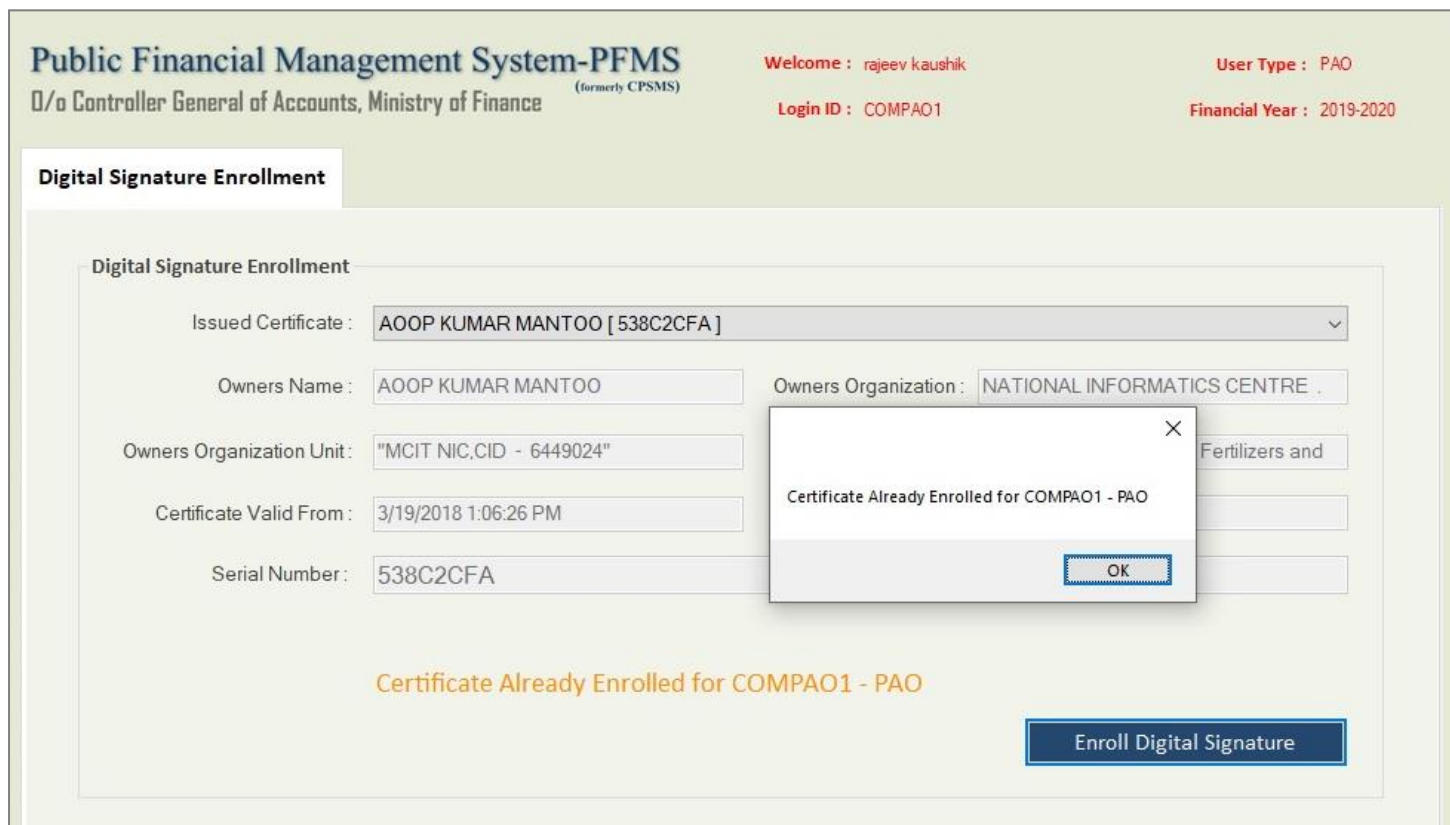 Public Financial Management System-PFMS
(formerly CPSMS)
O/o Controller General of Accounts, Ministry of Finance
Welcome : rajeev kaushik
User Type : PAO
Login ID : COMPAO1
Financial Year : 2019-2020
Digital Signature Enrollment
Digital Signature Enrollment
Issued Certificate : AOOP KUMAR MANTOO [ 538C2CFA ]
Owners Name : AOOP KUMAR MANTOO Owners Organization : NATIONAL INFORMATICS CENTRE .
Owners Organization Unit : "MCIT NIC,CID - 6449024" Fertilizers and
Certificate Valid From : 3/19/2018 1:06:26 PM
Certificate Already Enrolled for COMPAO1 - PAO
OK
Serial Number : 538C2CFA
Certificate Already Enrolled for COMPAO1 - PAO
Enroll Digital Signature